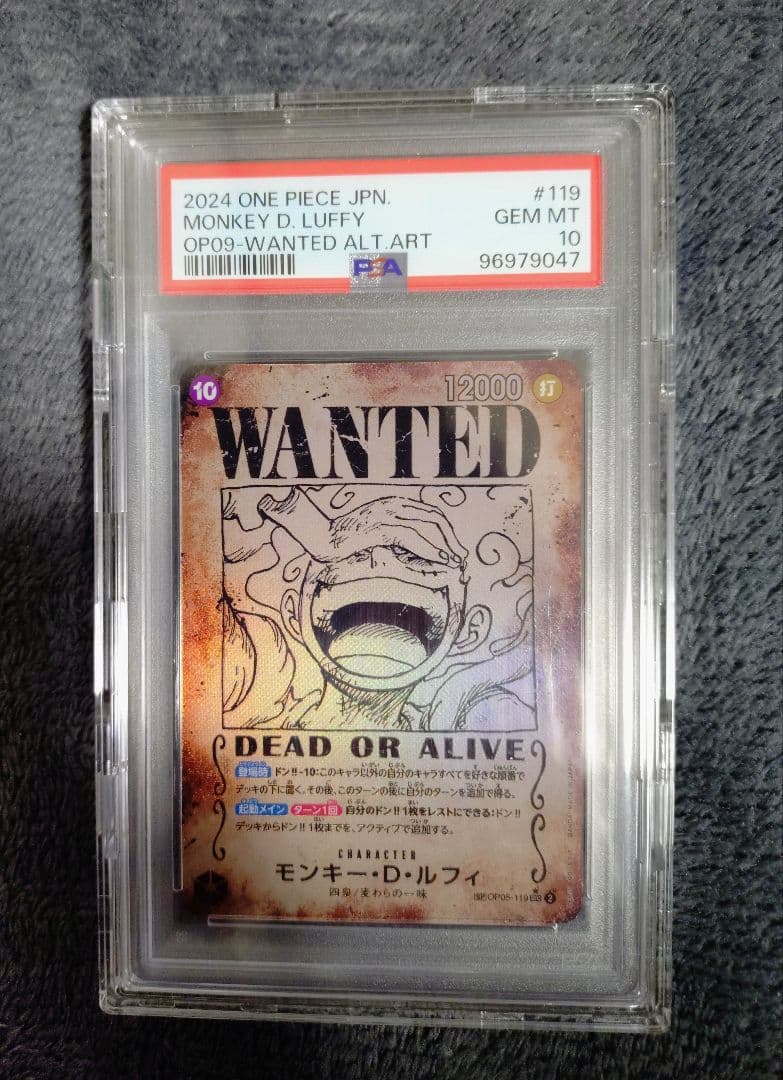 2024 ONE PIECE JPN. #119
MONKEY D. LUFFY GEM MT
OP09-WANTED ALT.ART 10
PSA 96979047
10 12000 打
WANTED
DEAD OR ALIVE
登場時 ドン!!-10:このキャラ以外の自分のキャラすべてを好きな順番で
デッキの下に置く。その後、このターンの後に自分のターンを追加で得る。
起動メイン ターン1回 自分のドン!!1枚をレストにできる:ドン!!
デッキからドン!!1枚までを、アクティブで追加する。
CHARACTER
モンキー・D・ルフィ
四皇/麦わらの一味
OP05-119 SEC 2